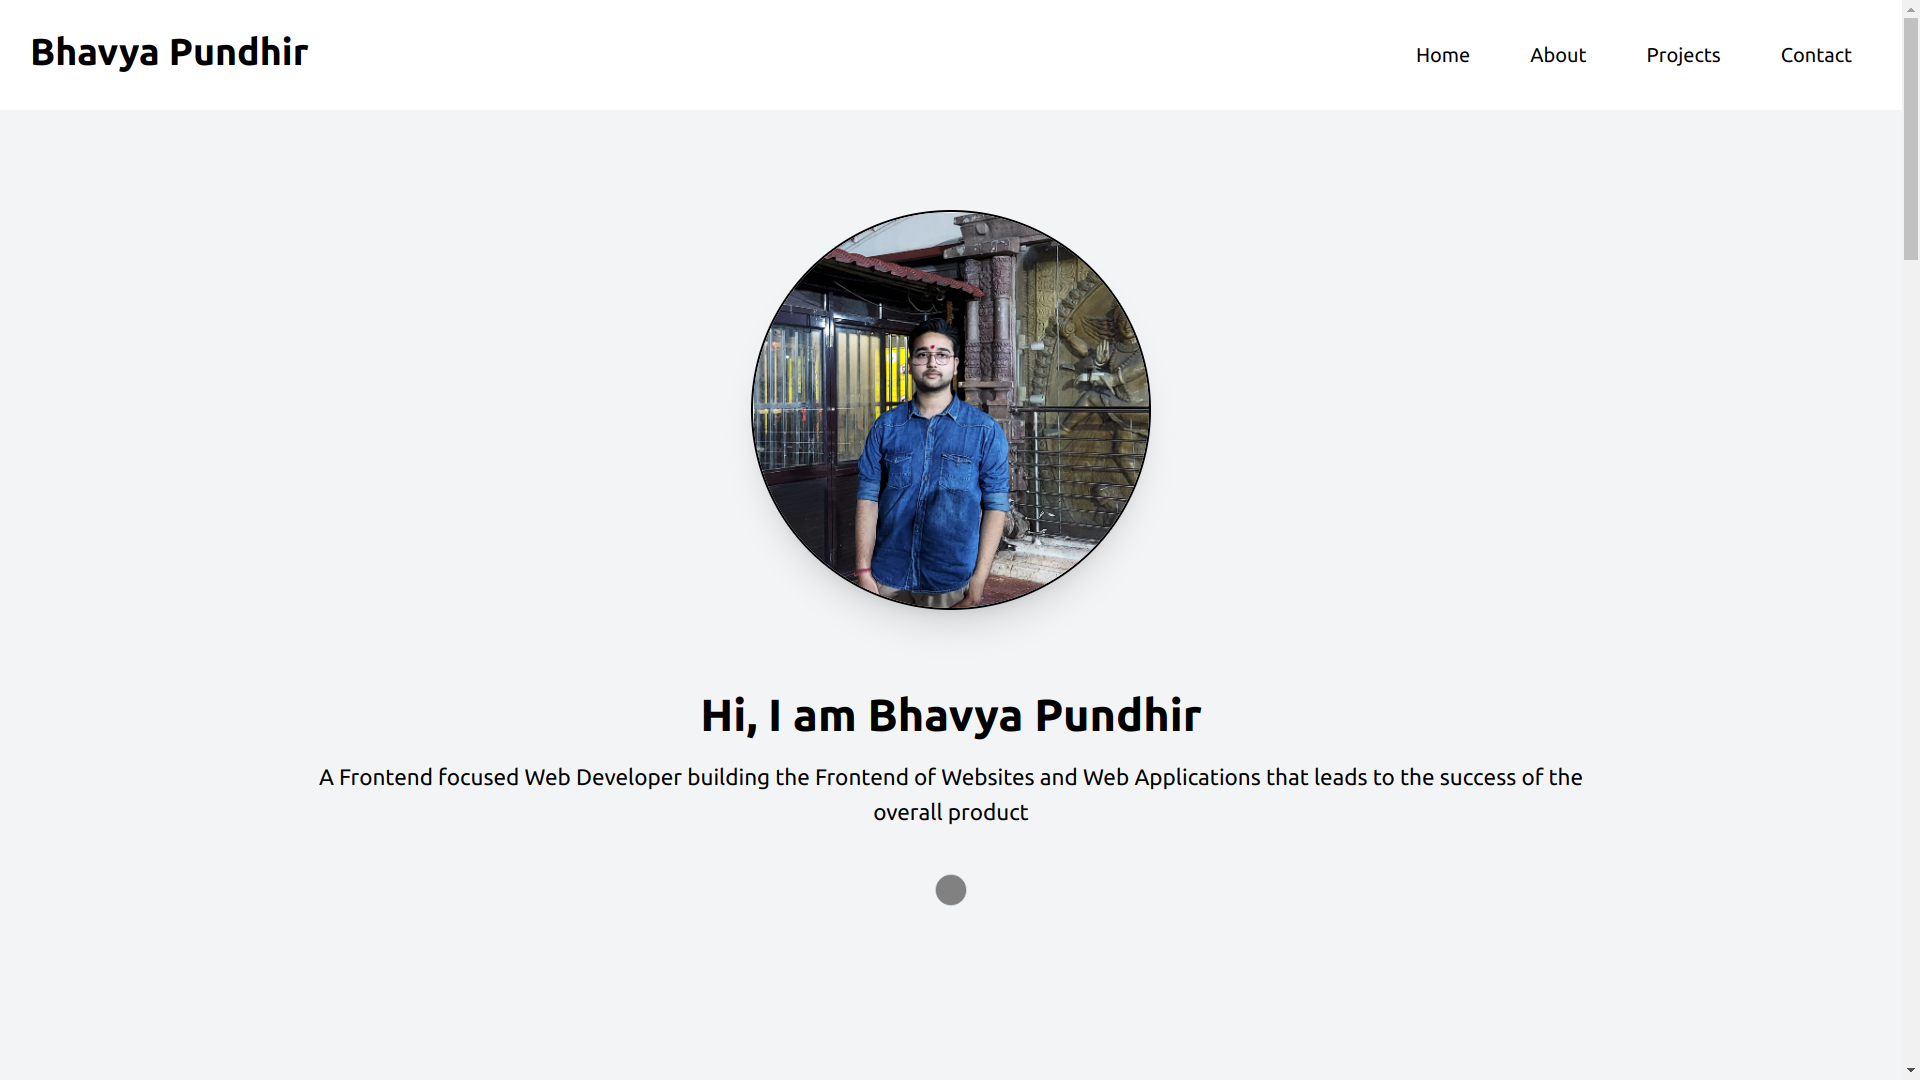 Bhavya Pundhir
Home
About
Projects
Contact
Hi, I am Bhavya Pundhir
A Frontend focused Web Developer building the Frontend of Websites and Web Applications that leads to the success of the
overall product